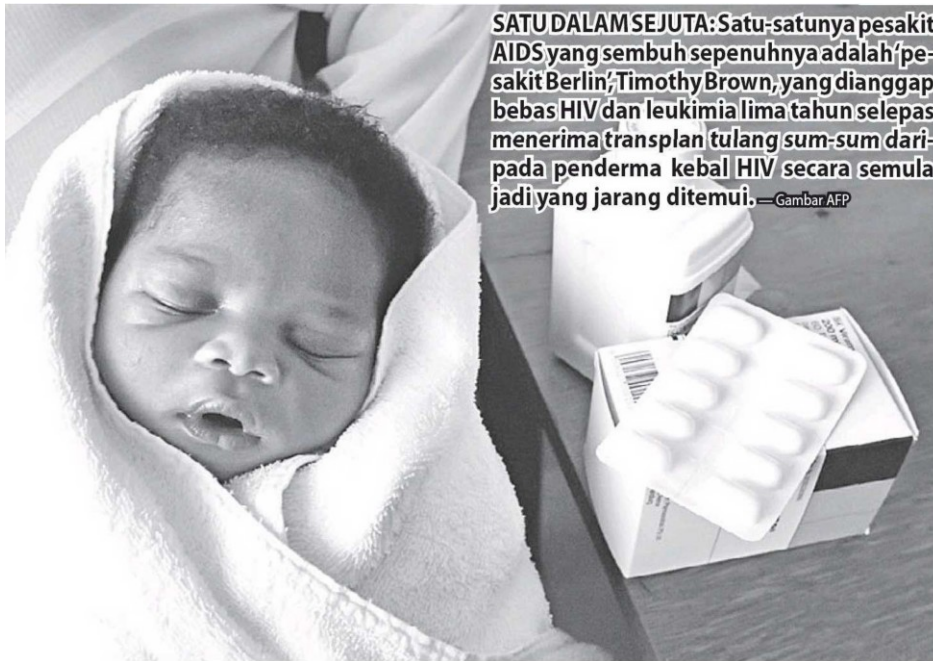 SATU DALAM SEJUTA: Satu-satunya pesakit
AIDS yang sembuh sepenuhnya adalah ‘pe-
sakit Berlin’, Timothy Brown, yang dianggap
bebas HIV dan leukimia lima tahun selepas
menerima transplan tulang sum-sum dari-
pada penderma kebal HIV secara semula
jadi yang jarang ditemui. — Gambar AFP